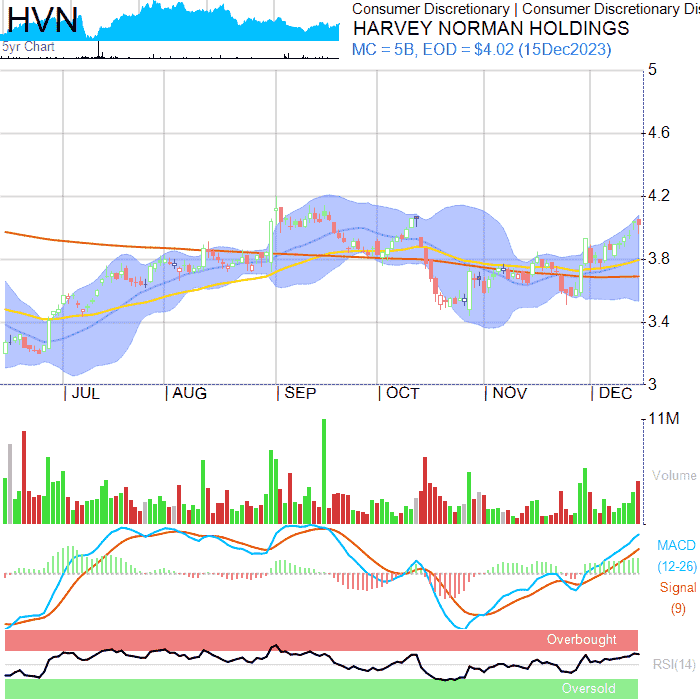 HVN
5yr Chart
Consumer Discretionary | Consumer Discretionary Dis
HARVEY NORMAN HOLDINGS
MC = 5B, EOD = $4.02 (15Dec2023)
5
4.6
4.2
3.8
3.4
3
| JUL | AUG | SEP | OCT | NOV | DEC
11M
Volume
MACD
(12-26)
Signal
(9)
Overbought
RSI(14)
Oversold